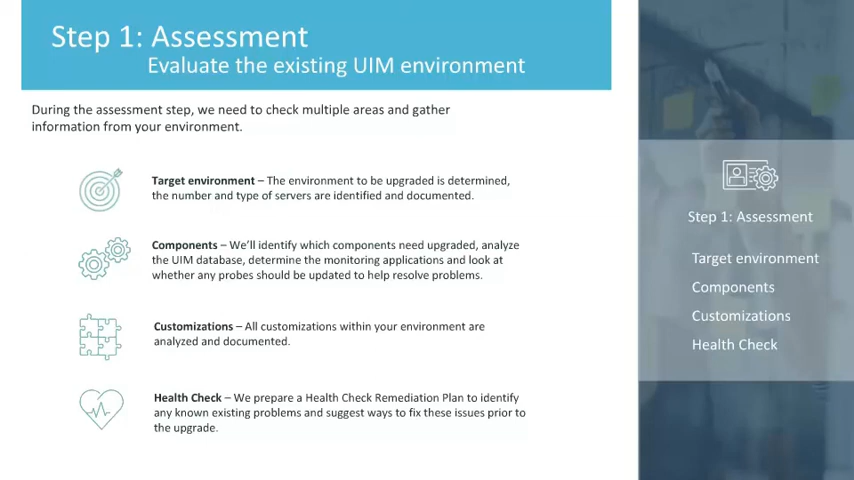 Step 1: Assessment
Evaluate the existing UIM environment
During the assessment step, we need to check multiple areas and gather
information from your environment.
Target environment – The environment to be upgraded is determined,
the number and type of servers are identified and documented.
Components – We'll identify which components need upgraded, analyze
the UIM database, determine the monitoring applications and look at
whether any probes should be updated to help resolve problems.
Customizations – All customizations within your environment are
analyzed and documented.
Health Check – We prepare a Health Check Remediation Plan to identify
any known existing problems and suggest ways to fix these issues prior to
the upgrade.
Step 1: Assessment
Target environment
Components
Customizations
Health Check